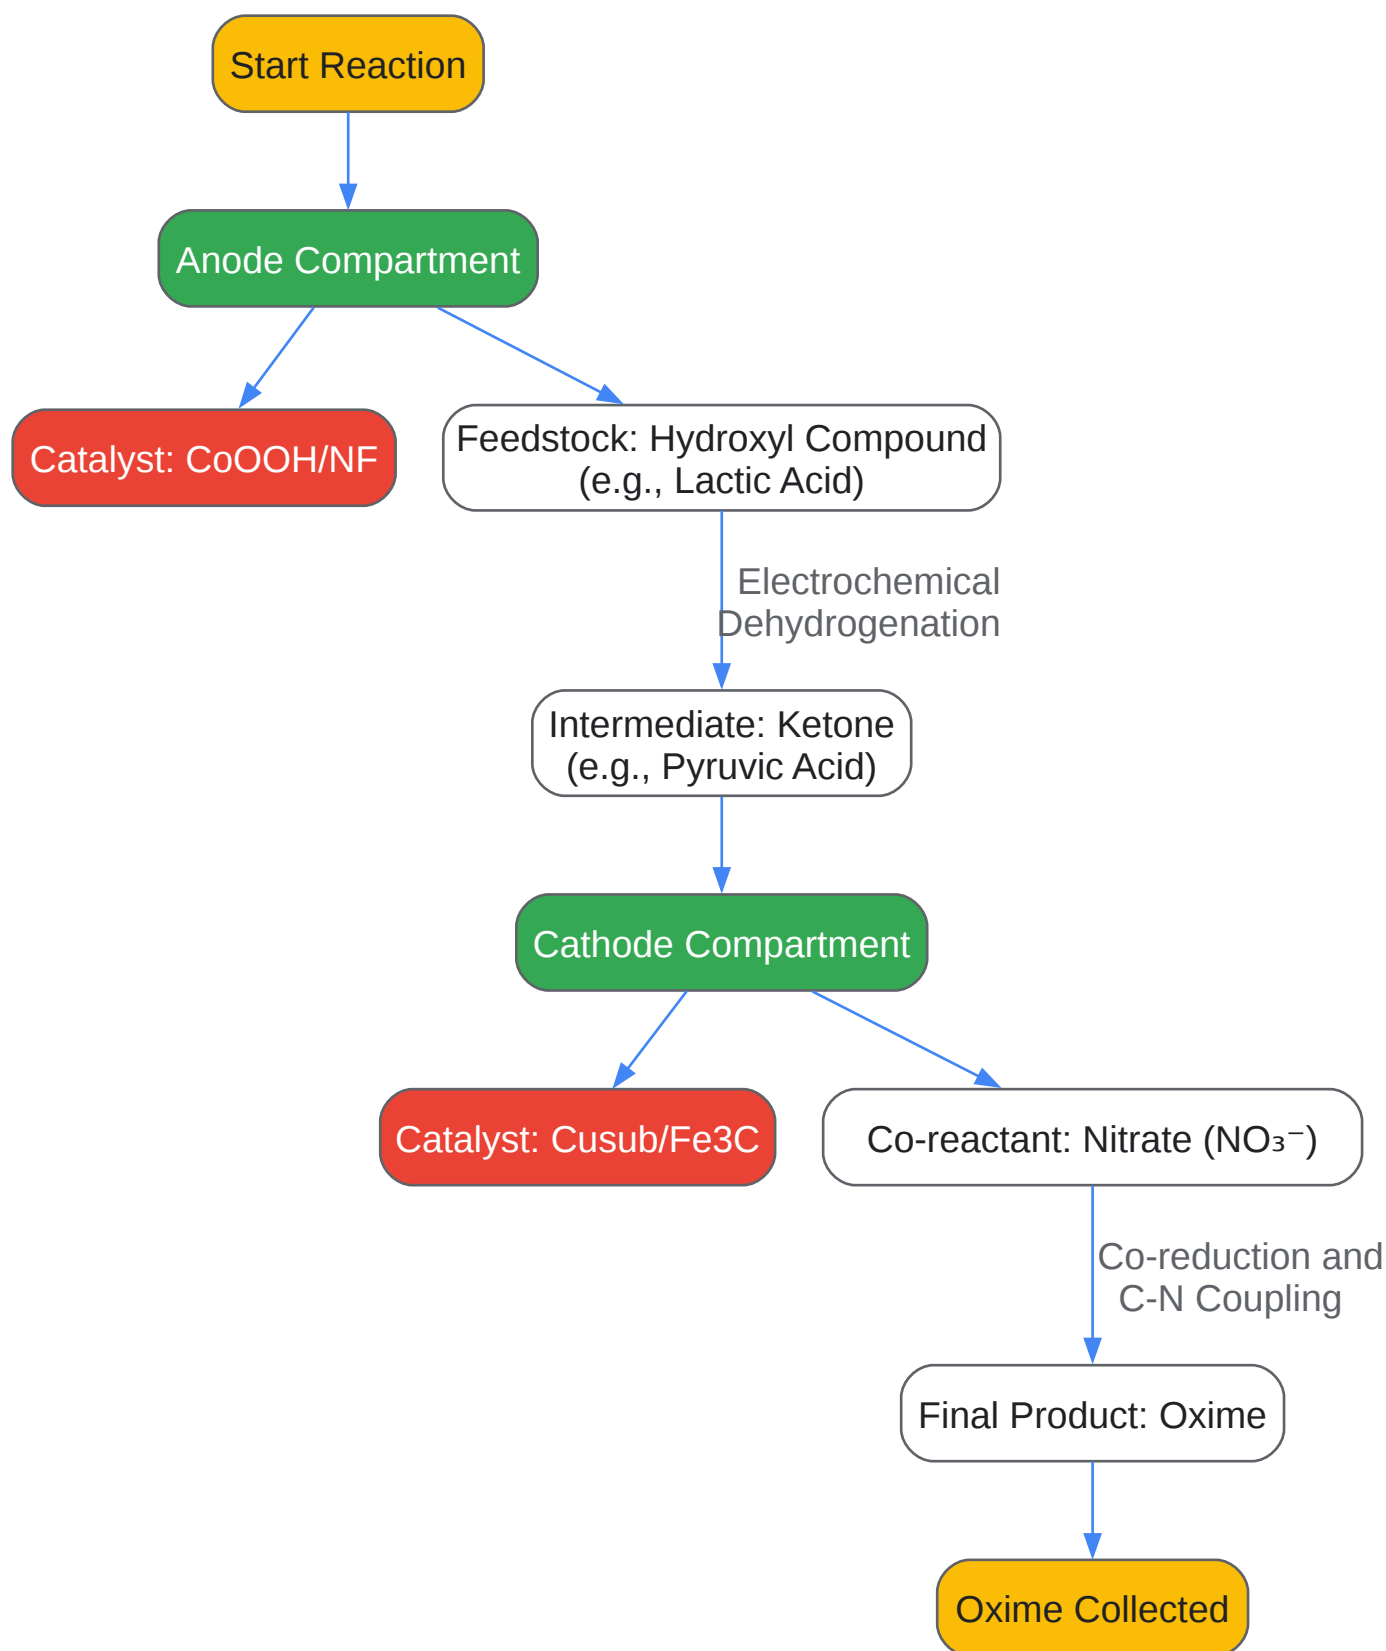 Start Reaction
Anode Compartment
Catalyst: CoOOH/NF
Feedstock: Hydroxyl Compound
(e.g., Lactic Acid)
Electrochemical
Dehydrogenation
Intermediate: Ketone
(e.g., Pyruvic Acid)
Cathode Compartment
Catalyst: Cusub/Fe3C
Co-reactant: Nitrate (NO₃⁻)
Co-reduction and
C-N Coupling
Final Product: Oxime
Oxime Collected